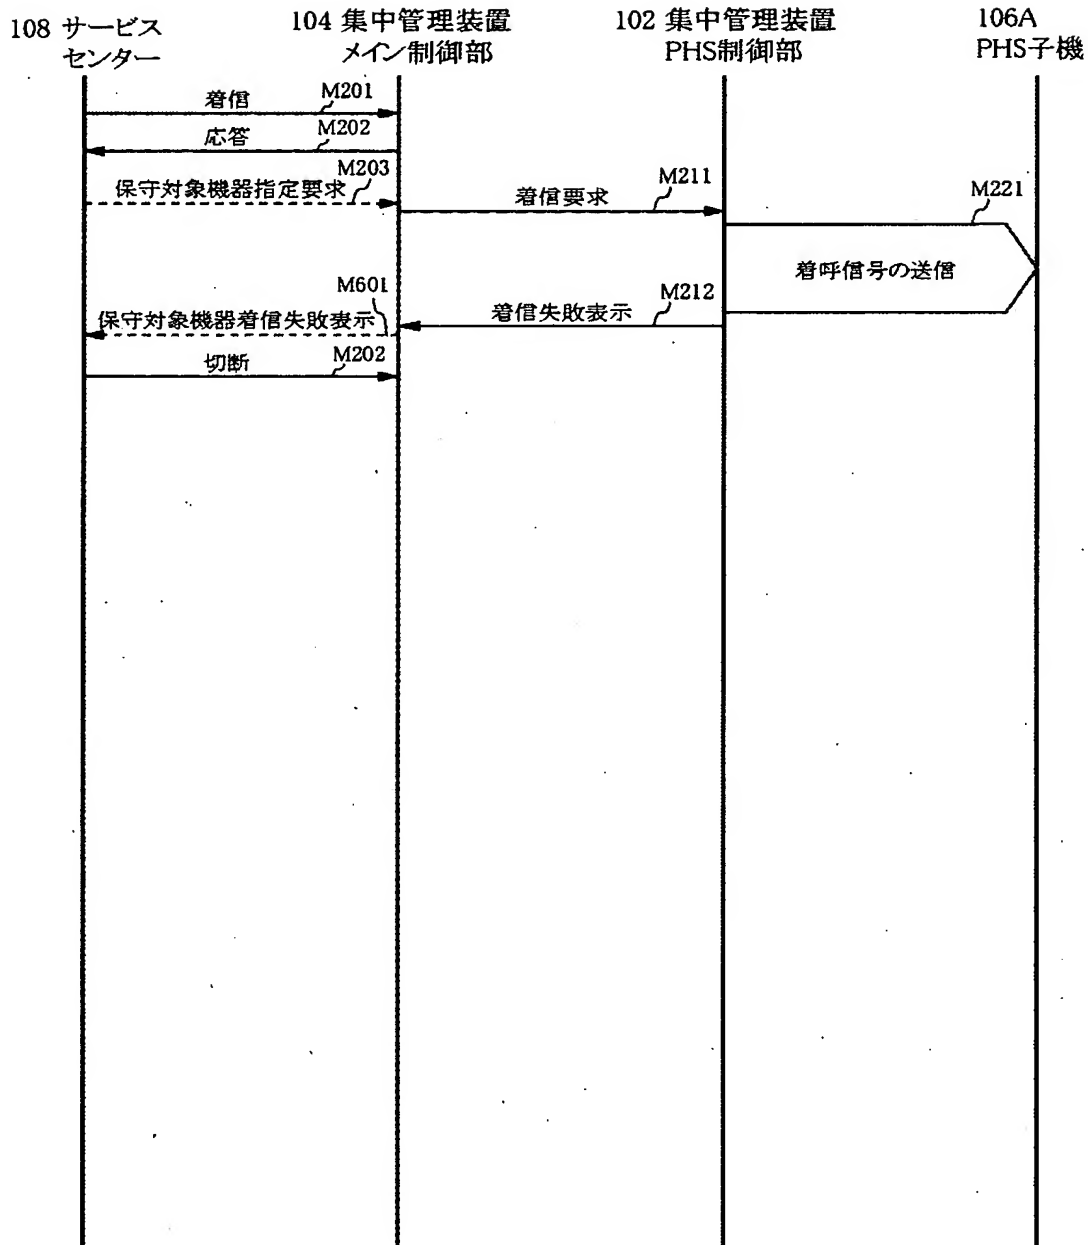 108 サービス
センター
104 集中管理装置
メイン制御部
102 集中管理装置
PHS制御部
106A
PHS子機
着信
M201
応答
M202
保守対象機器指定要求
M203
着信要求
M211
M221
着呼信号の送信
M601
保守対象機器着信失敗表示
着信失敗表示
M212
切断
M202